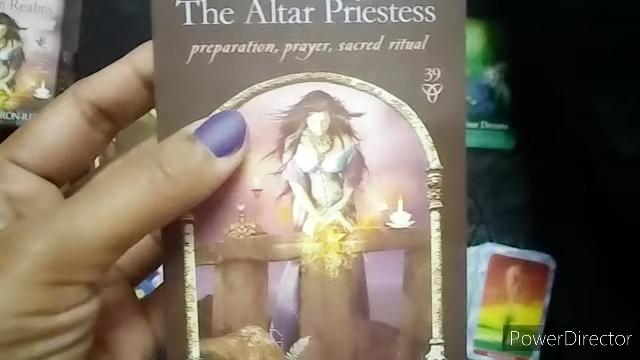 The Altar Priestess
preparation, prayer, sacred ritual
39
PowerDirector